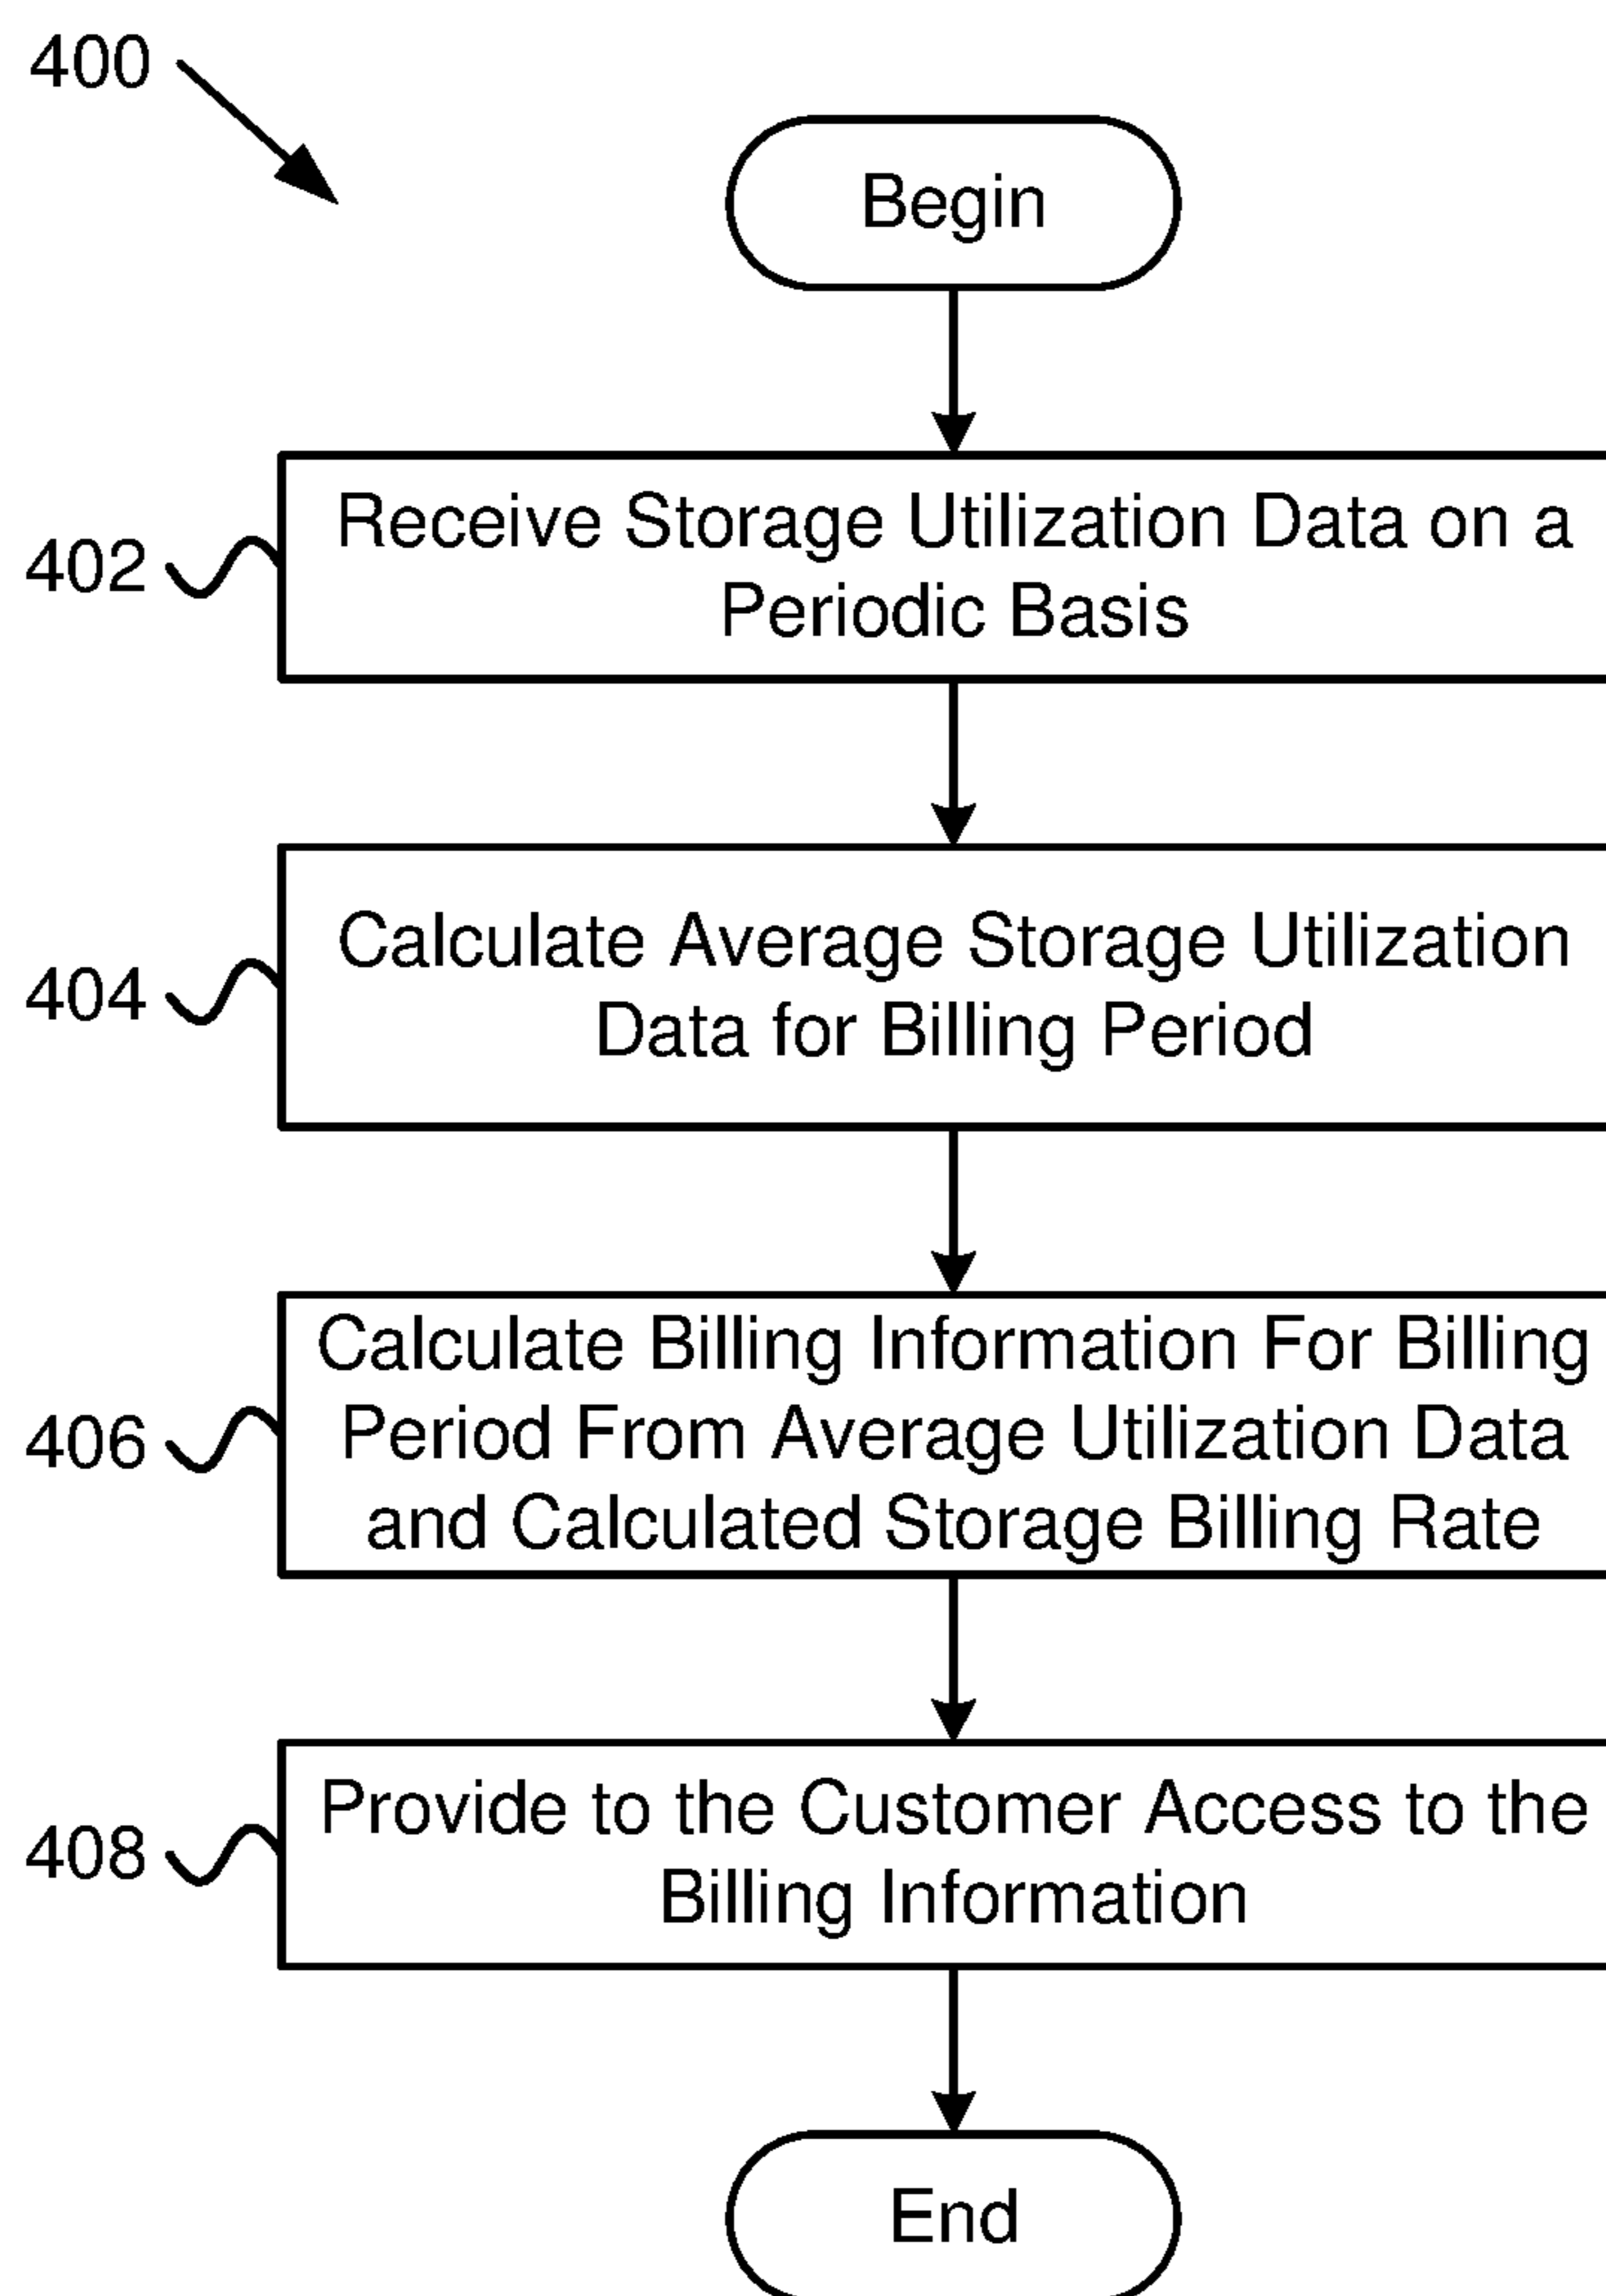 400
Begin
402
Receive Storage Utilization Data on a
Periodic Basis
404
Calculate Average Storage Utilization
Data for Billing Period
406
Calculate Billing Information For Billing
Period From Average Utilization Data
and Calculated Storage Billing Rate
408
Provide to the Customer Access to the
Billing Information
End